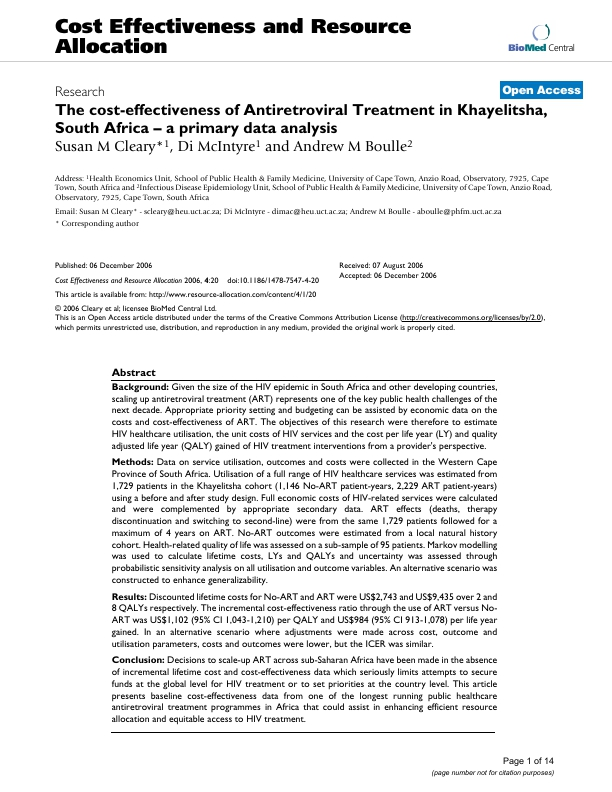 Cost Effectiveness and Resource
Allocation
BioMed Central
Research
Open Access
The cost-effectiveness of Antiretroviral Treatment in Khayelitsha,
South Africa – a primary data analysis
Susan M Cleary*1, Di McIntyre1 and Andrew M Boulle2
Address: 1Health Economics Unit, School of Public Health & Family Medicine, University of Cape Town, Anzio Road, Observatory, 7925, Cape
Town, South Africa and 2Infectious Disease Epidemiology Unit, School of Public Health & Family Medicine, University of Cape Town, Anzio Road,
Observatory, 7925, Cape Town, South Africa
Email: Susan M Cleary* - scleary@heu.uct.ac.za; Di McIntyre - dimac@heu.uct.ac.za; Andrew M Boulle - aboulle@phfm.uct.ac.za
* Corresponding author
Published: 06 December 2006
Cost Effectiveness and Resource Allocation 2006, 4:20 doi:10.1186/1478-7547-4-20
Received: 07 August 2006
Accepted: 06 December 2006
This article is available from: http://www.resource-allocation.com/content/4/1/20
© 2006 Cleary et al; licensee BioMed Central Ltd.
This is an Open Access article distributed under the terms of the Creative Commons Attribution License (http://creativecommons.org/licenses/by/2.0),
which permits unrestricted use, distribution, and reproduction in any medium, provided the original work is properly cited.
Abstract
Background: Given the size of the HIV epidemic in South Africa and other developing countries,
scaling up antiretroviral treatment (ART) represents one of the key public health challenges of the
next decade. Appropriate priority setting and budgeting can be assisted by economic data on the
costs and cost-effectiveness of ART. The objectives of this research were therefore to estimate
HIV healthcare utilisation, the unit costs of HIV services and the cost per life year (LY) and quality
adjusted life year (QALY) gained of HIV treatment interventions from a provider's perspective.
Methods: Data on service utilisation, outcomes and costs were collected in the Western Cape
Province of South Africa. Utilisation of a full range of HIV healthcare services was estimated from
1,729 patients in the Khayelitsha cohort (1,146 No-ART patient-years, 2,229 ART patient-years)
using a before and after study design. Full economic costs of HIV-related services were calculated
and were complemented by appropriate secondary data. ART effects (deaths, therapy
discontinuation and switching to second-line) were from the same 1,729 patients followed for a
maximum of 4 years on ART. No-ART outcomes were estimated from a local natural history
cohort. Health-related quality of life was assessed on a sub-sample of 95 patients. Markov modelling
was used to calculate lifetime costs, LYs and QALYs and uncertainty was assessed through
probabilistic sensitivity analysis on all utilisation and outcome variables. An alternative scenario was
constructed to enhance generalizability.
Results: Discounted lifetime costs for No-ART and ART were US$2,743 and US$9,435 over 2 and
8 QALYs respectively. The incremental cost-effectiveness ratio through the use of ART versus No-
ART was US$1,102 (95% CI 1,043-1,210) per QALY and US$984 (95% CI 913-1,078) per life year
gained. In an alternative scenario where adjustments were made across cost, outcome and
utilisation parameters, costs and outcomes were lower, but the ICER was similar.
Conclusion: Decisions to scale-up ART across sub-Saharan Africa have been made in the absence
of incremental lifetime cost and cost-effectiveness data which seriously limits attempts to secure
funds at the global level for HIV treatment or to set priorities at the country level. This article
presents baseline cost-effectiveness data from one of the longest running public healthcare
antiretroviral treatment programmes in Africa that could assist in enhancing efficient resource
allocation and equitable access to HIV treatment.
Page 1 of 14
(page number not for citation purposes)